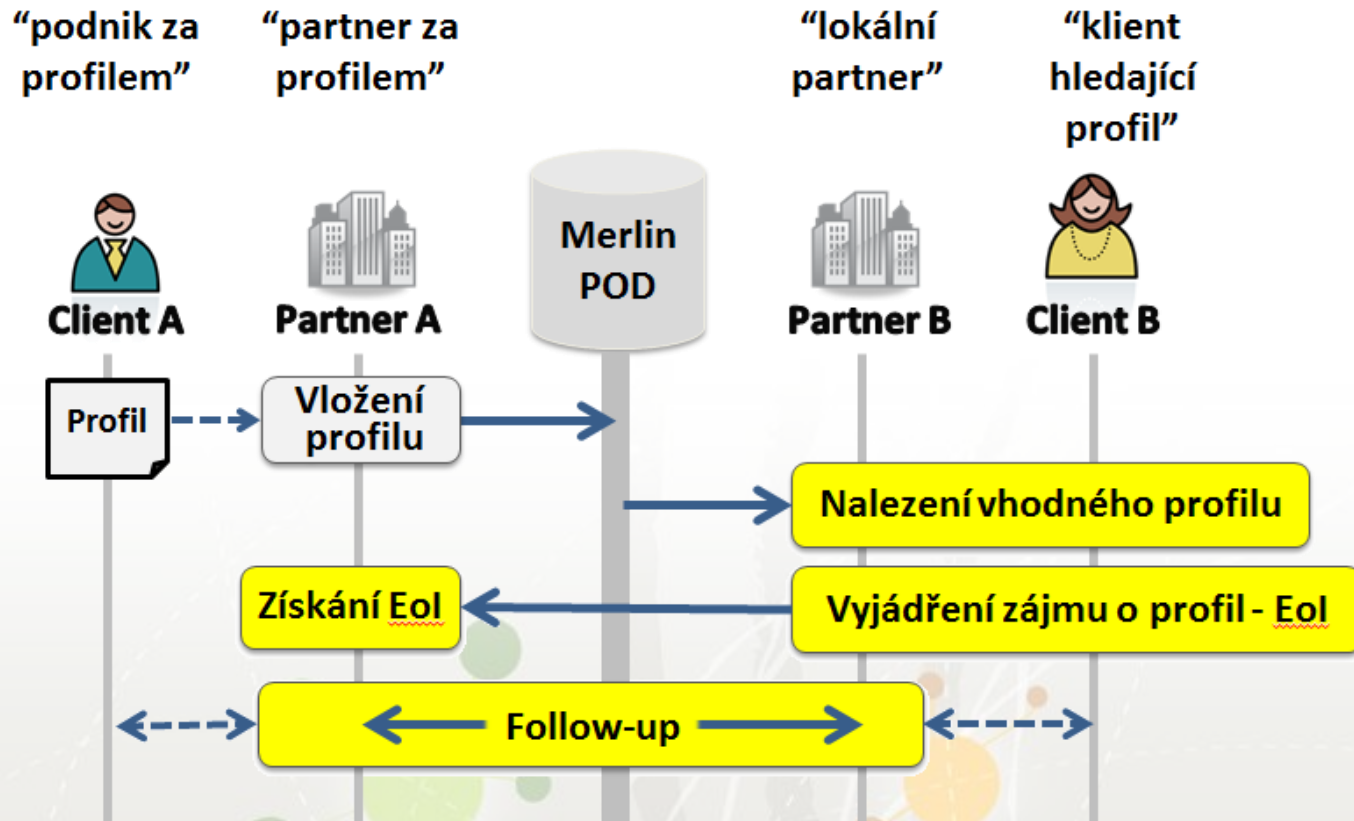 “podnik za
profilem”
“partner za
profilem”
“lokální
partner”
“klient
hledající
profil”
Merlin
POD
Client A
Partner A
Partner B
Client B
Profil
Vložení
profilu
Nalezení vhodného profilu
Získání EoI
Vyjádření zájmu o profil - EoI
Follow-up